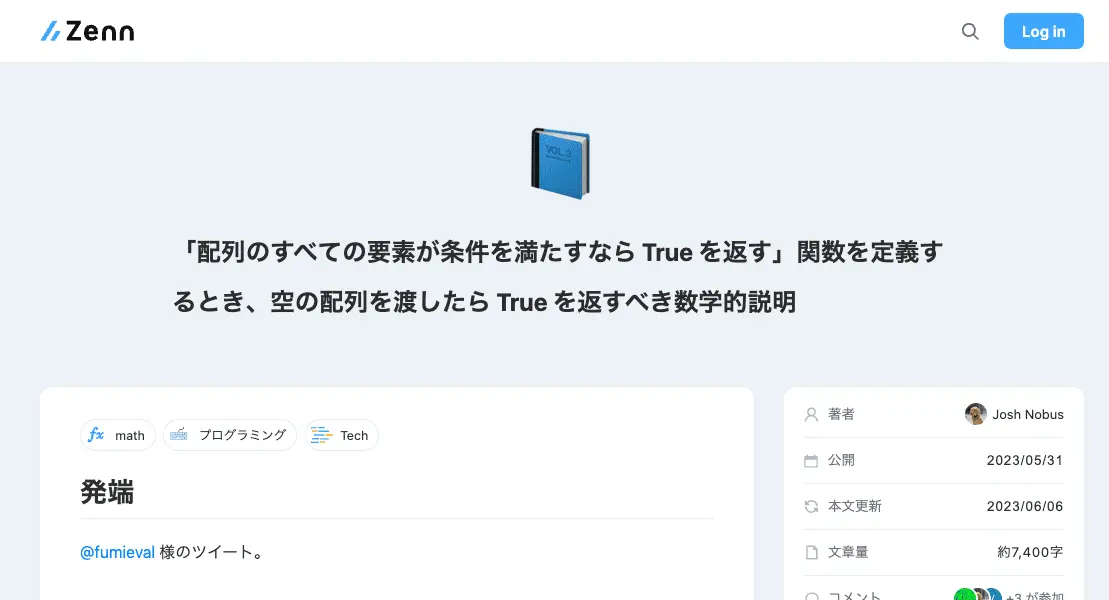 Zenn
Log in
VOL. 3
「配列のすべての要素が条件を満たすなら True を返す」関数を定義す
るとき、空の配列を渡したら True を返すべき数学的説明
fx math プログラミング Tech
発端
@fumieval 様のツイート。
著者 Josh Nobus
公開 2023/05/31
本文更新 2023/06/06
文章量 約7,400字
コメント +3 が参加